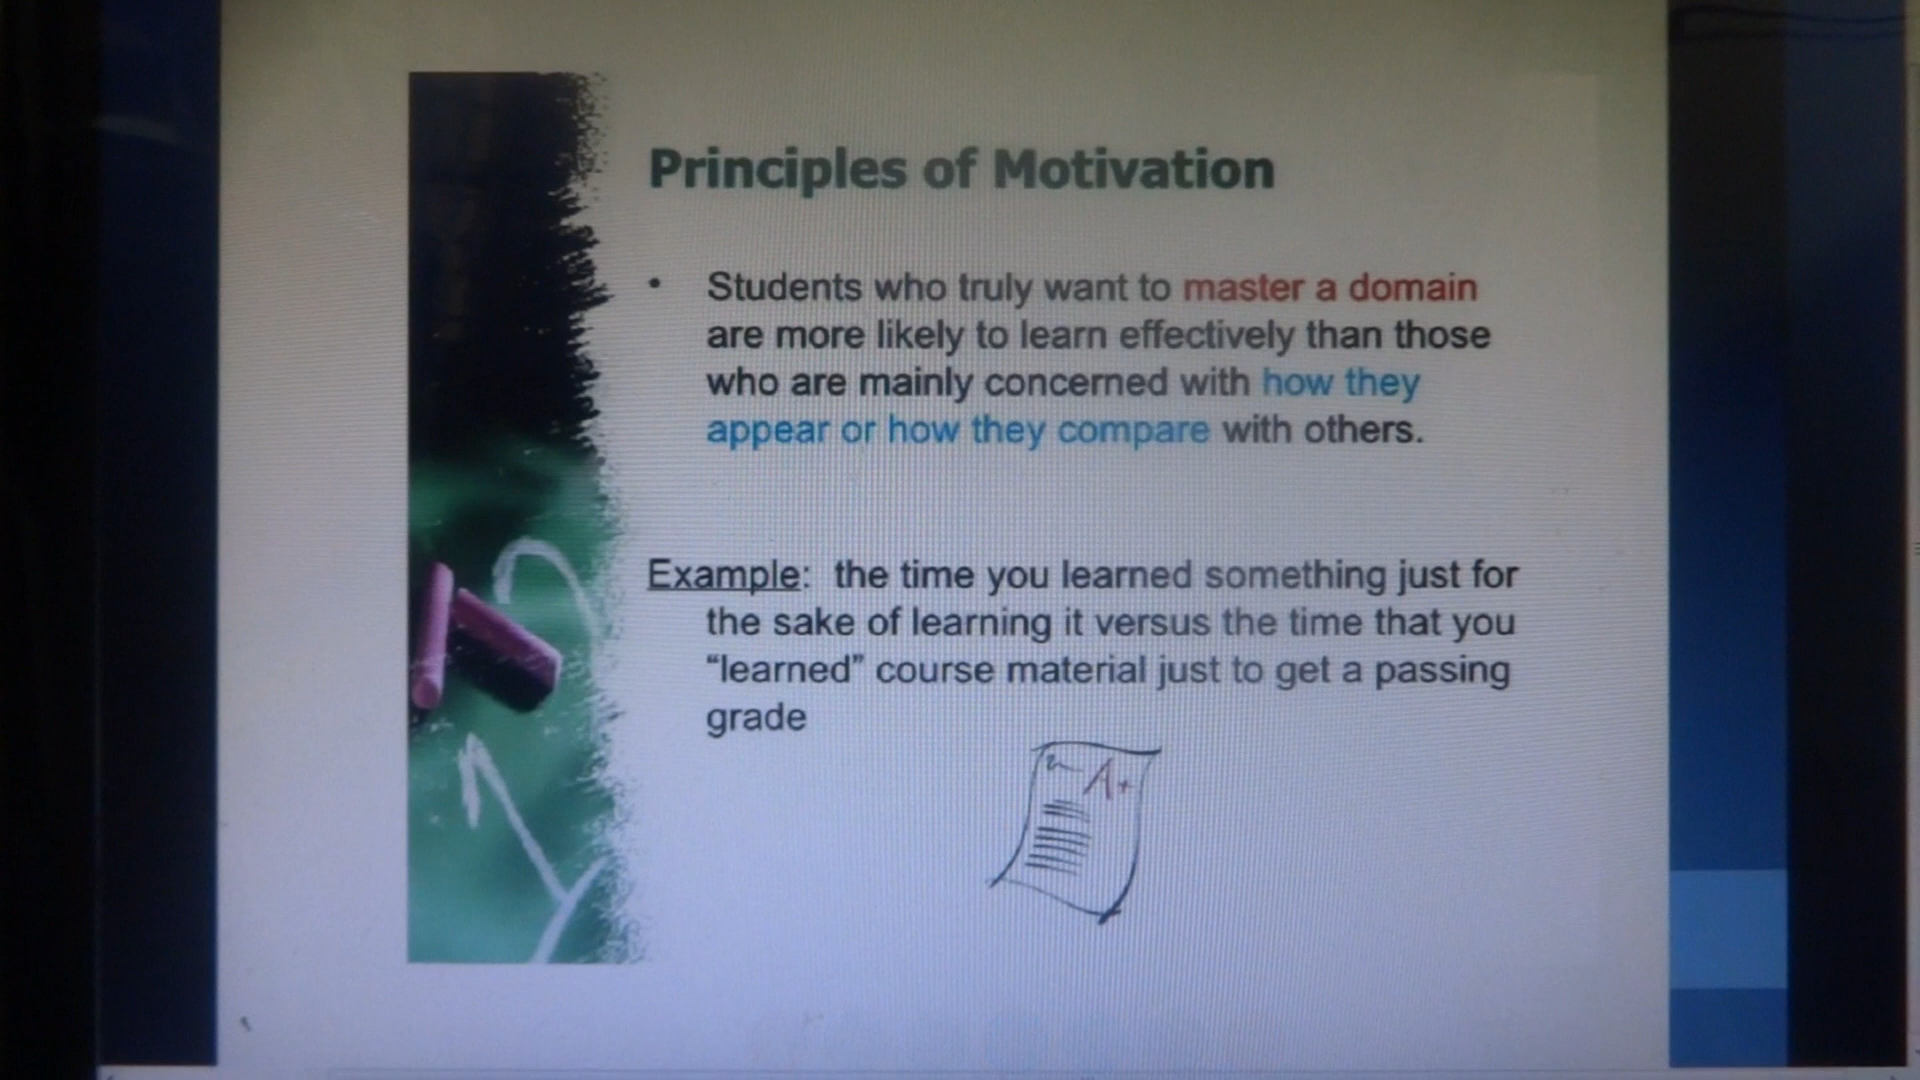 Principles of Motivation
• Students who truly want to master a domain
are more likely to learn effectively than those
who are mainly concerned with how they
appear or how they compare with others.
Example: the time you learned something just for
the sake of learning it versus the time that you
“learned” course material just to get a passing
grade
A+